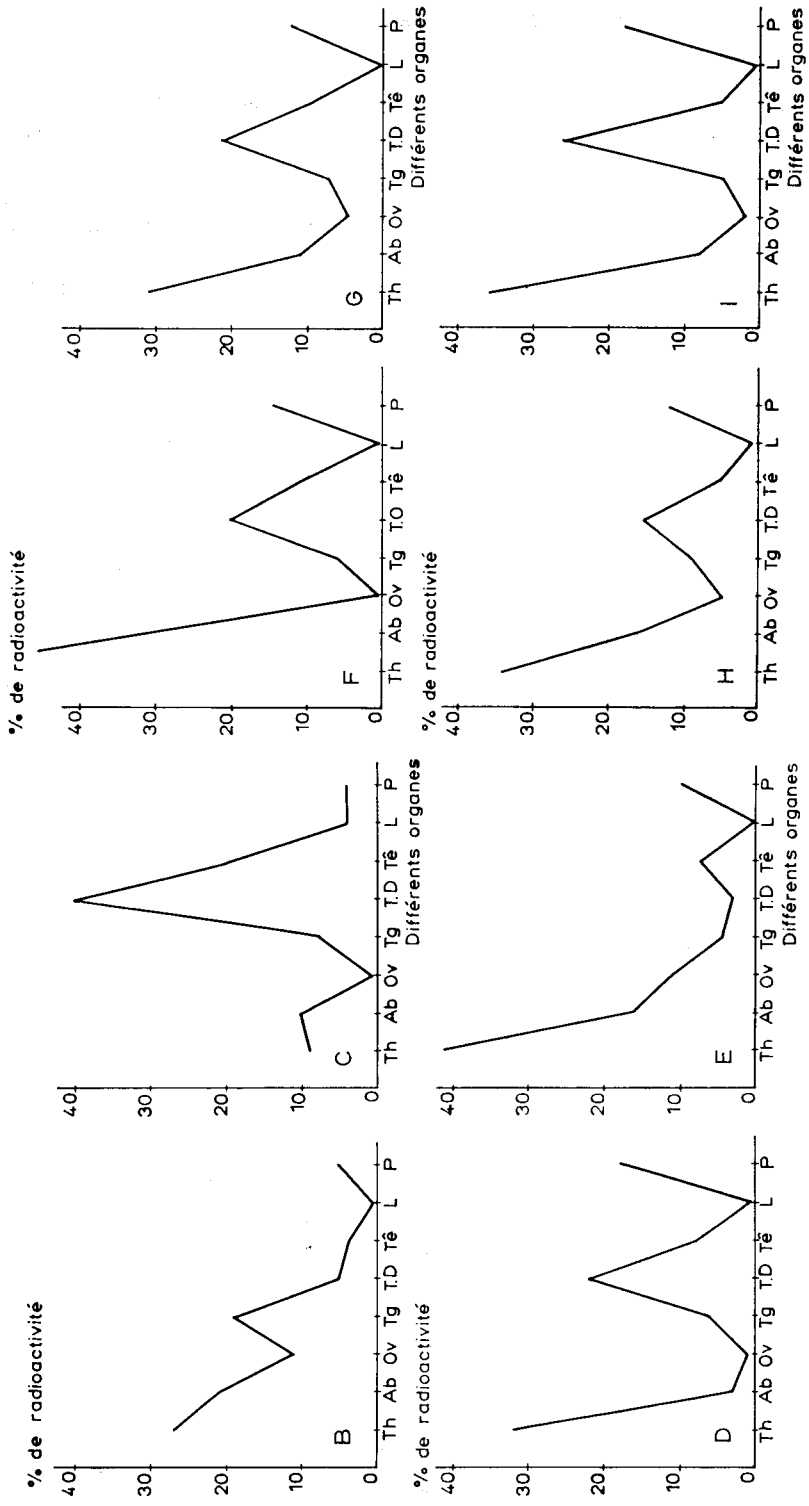 % de radioactivité
40
30
20
10
0
B
Th Ab Ov Tg T.D Tê L P
40
30
20
10
0
C
Th Ab Ov Tg T.D Tê L P
Différents organes
% de radioactivité
40
30
20
10
0
F
Th Ab Ov Tg T.O Tê L P
40
30
20
10
0
G
Th Ab Ov Tg T.D Tê L P
Différents organes
% de radioactivité
40
30
20
10
0
D
Th Ab Ov Tg T.D Tê L P
40
30
20
10
0
E
Th Ab Ov Tg T.D Tê L P
Différents organes
% de radioactivité
40
30
20
10
0
H
Th Ab Ov Tg T.D Tê L P
40
30
20
10
0
I
Th Ab Ov Tg T.D Tê L P
Différents organes